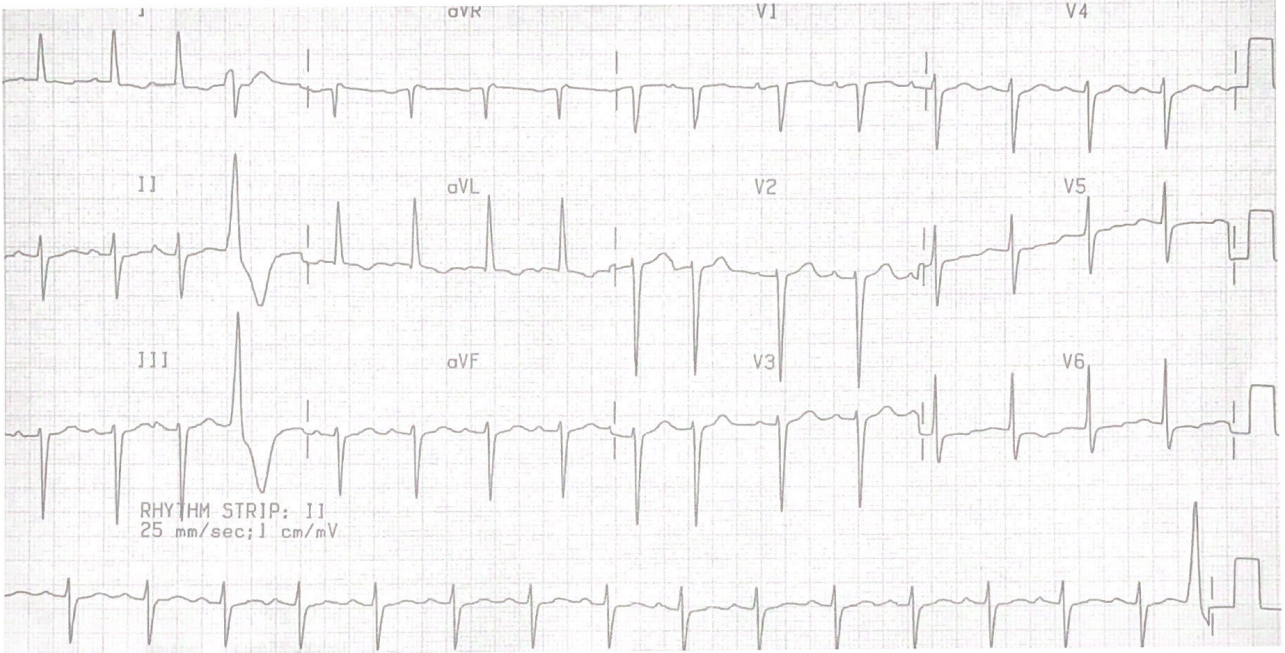 I aVR V1 V4
II aVL V2 V5
III aVF V3 V6
RHYTHM STRIP: II
25 mm/sec;1 cm/mV